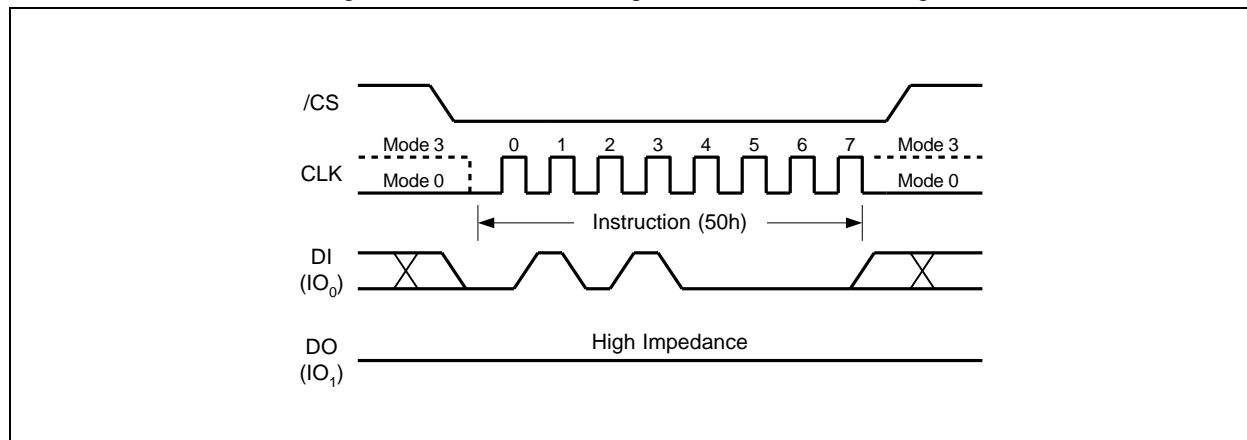 /CS
Mode 3 0 1 2 3 4 5 6 7 Mode 3
CLK
Mode 0 Mode 0
Instruction (50h)
DI
(IO0)
High Impedance
DO
(IO1)